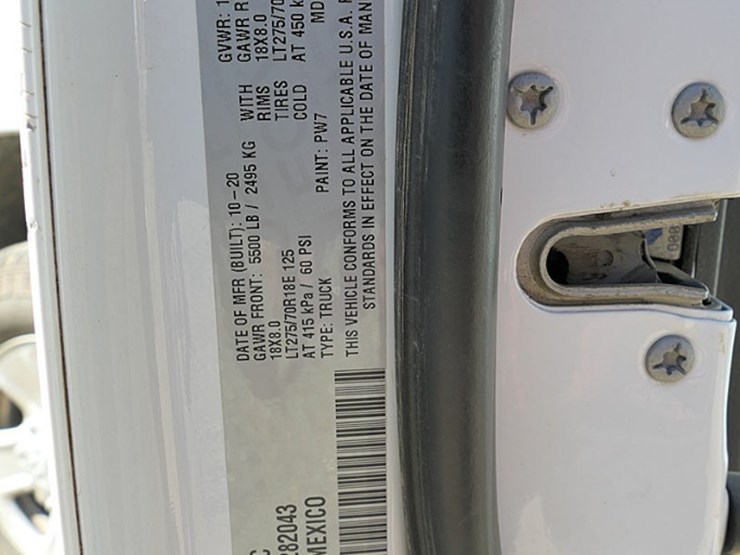 DATE OF MFR (BUILT): 10-20
GAWR FRONT: 5500 LB / 2495 KG WITH
18X8.0 RIMS
LT275/70R18E 125 TIRES
AT 415 kPa / 60 PSI COLD
TYPE: TRUCK
PAINT: PW7
THIS VEHICLE CONFORMS TO ALL APPLICABLE U.S.A. F
STANDARDS IN EFFECT ON THE DATE OF MAN
GVWR: 1
GAWR R
18X8.0
LT275/70
AT 450 k
MD
C
282043
MEXICO